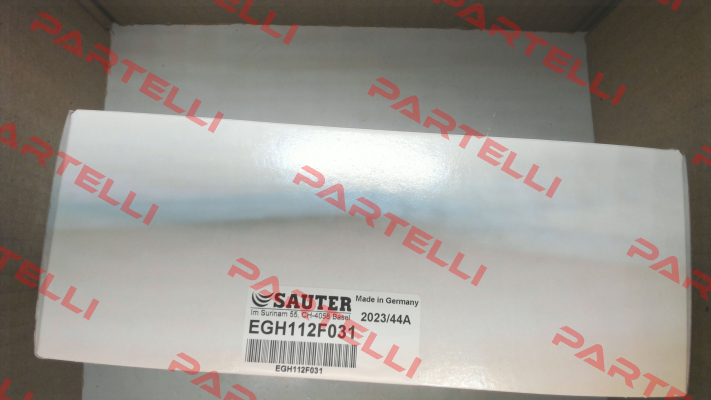 PARTELLI
PARTELLI
PARTELLI
PARTELLI
PARTELLI
PARTELLI
PARTELLI
PARTELLI
PARTELLI
SAUTER
Made in Germany
Im Surinam 55, CH-4058 Basel
2023/44A
EGH112F031
EGH112F031